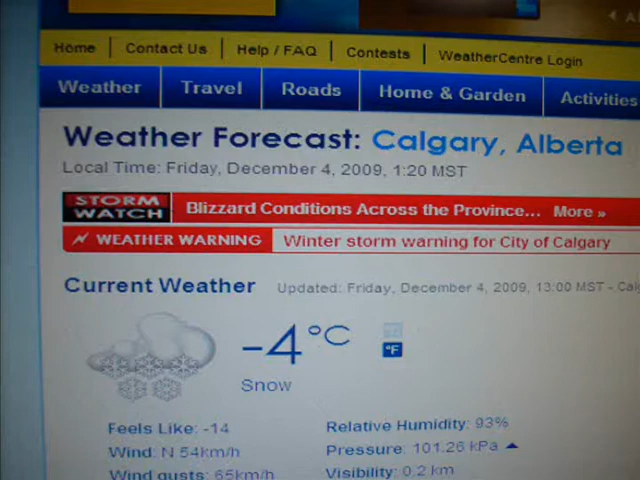 Home | Contact Us | Help / FAQ | Contests | WeatherCentre Login
Weather Travel Roads Home & Garden Activities
Weather Forecast: Calgary, Alberta
Local Time: Friday, December 4, 2009, 1:20 MST
STORM WATCH Blizzard Conditions Across the Province... More »
WEATHER WARNING Winter storm warning for City of Calgary
Current Weather Updated: Friday, December 4, 2009, 13:00 MST -
-4°C
°F
Snow
Feels Like: -14 Relative Humidity: 93%
Wind: N 54km/h Pressure: 101.26 kPa
Wind gusts: 65km/h Visibility: 0.2 km